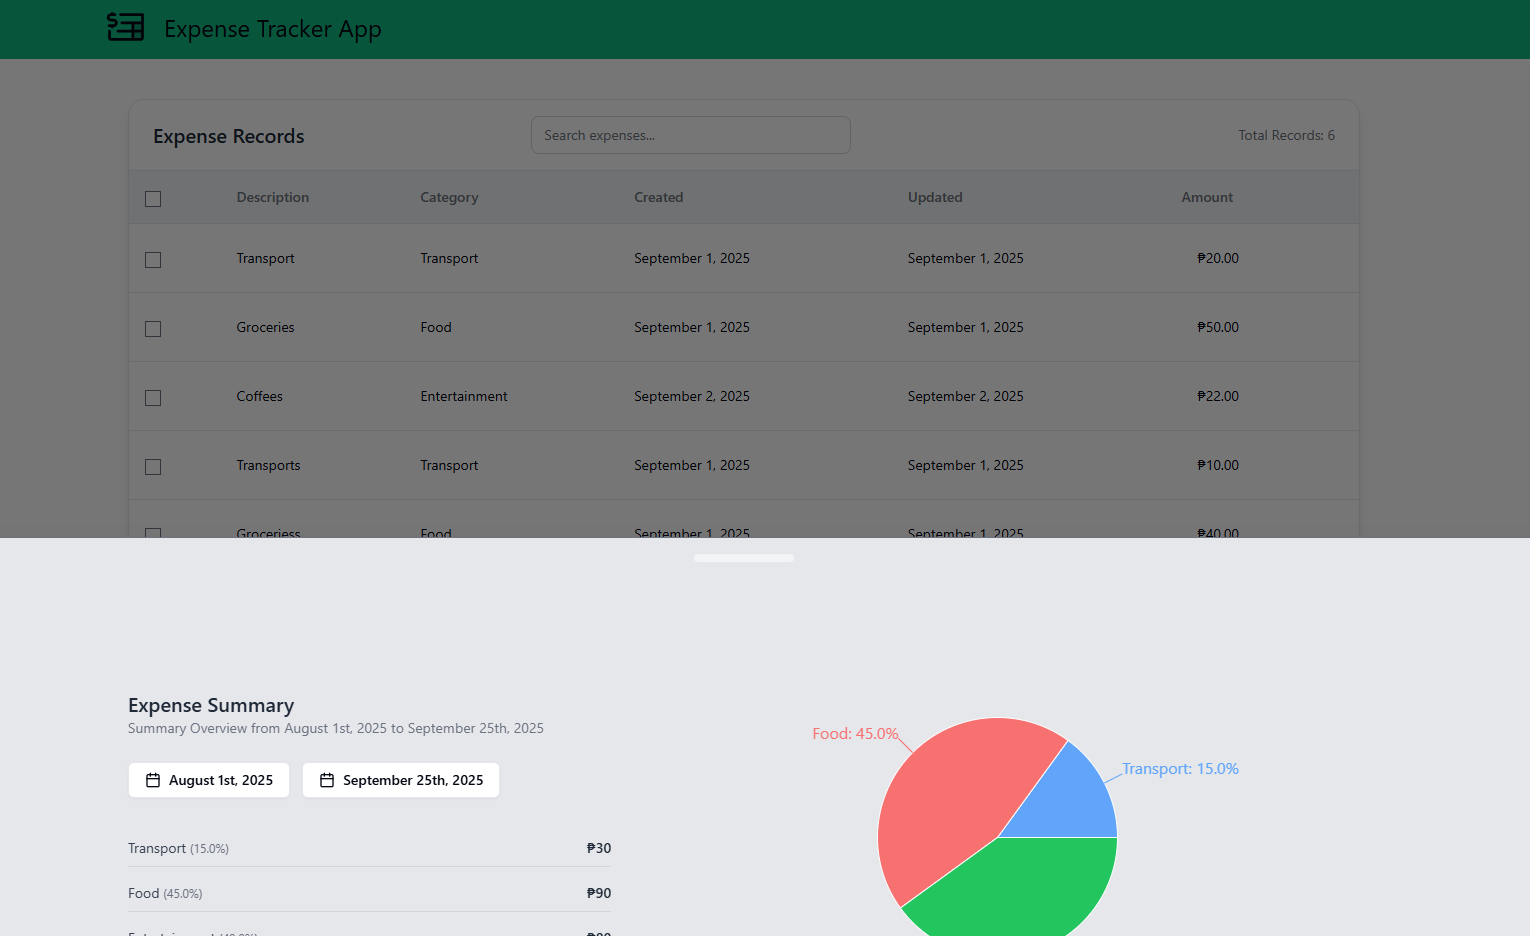 Expense Tracker App
Expense Records
Search expenses...
Total Records: 6
Description Category Created Updated Amount
Transport Transport September 1, 2025 September 1, 2025 ₱20.00
Groceries Food September 1, 2025 September 1, 2025 ₱50.00
Coffees Entertainment September 2, 2025 September 2, 2025 ₱22.00
Transports Transport September 1, 2025 September 1, 2025 ₱10.00
Groceriess Food September 1, 2025 September 1, 2025 ₱40.00
Expense Summary
Summary Overview from August 1st, 2025 to September 25th, 2025
August 1st, 2025 September 25th, 2025
Transport (15.0%) ₱30
Food (45.0%) ₱90
Entertainment (40.0%) ₱80
Food: 45.0%
Transport: 15.0%